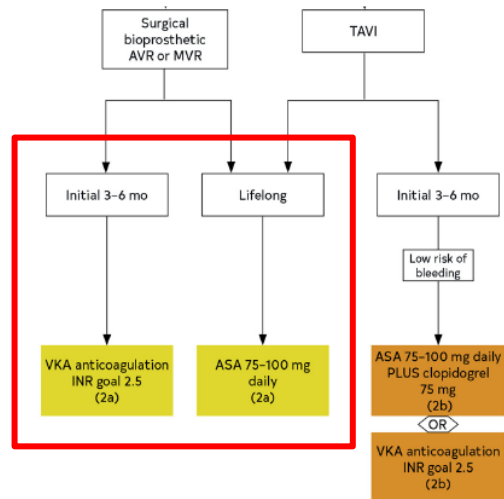 Surgical
bioprosthetic
AVR or MVR
TAVI
Initial 3–6 mo
Lifelong
Initial 3–6 mo
Low risk of
bleeding
VKA anticoagulation
INR goal 2.5
(2a)
ASA 75–100 mg
daily
(2a)
ASA 75–100 mg daily
PLUS clopidogrel
75 mg
(2b)
OR
VKA anticoagulation
INR goal 2.5
(2b)